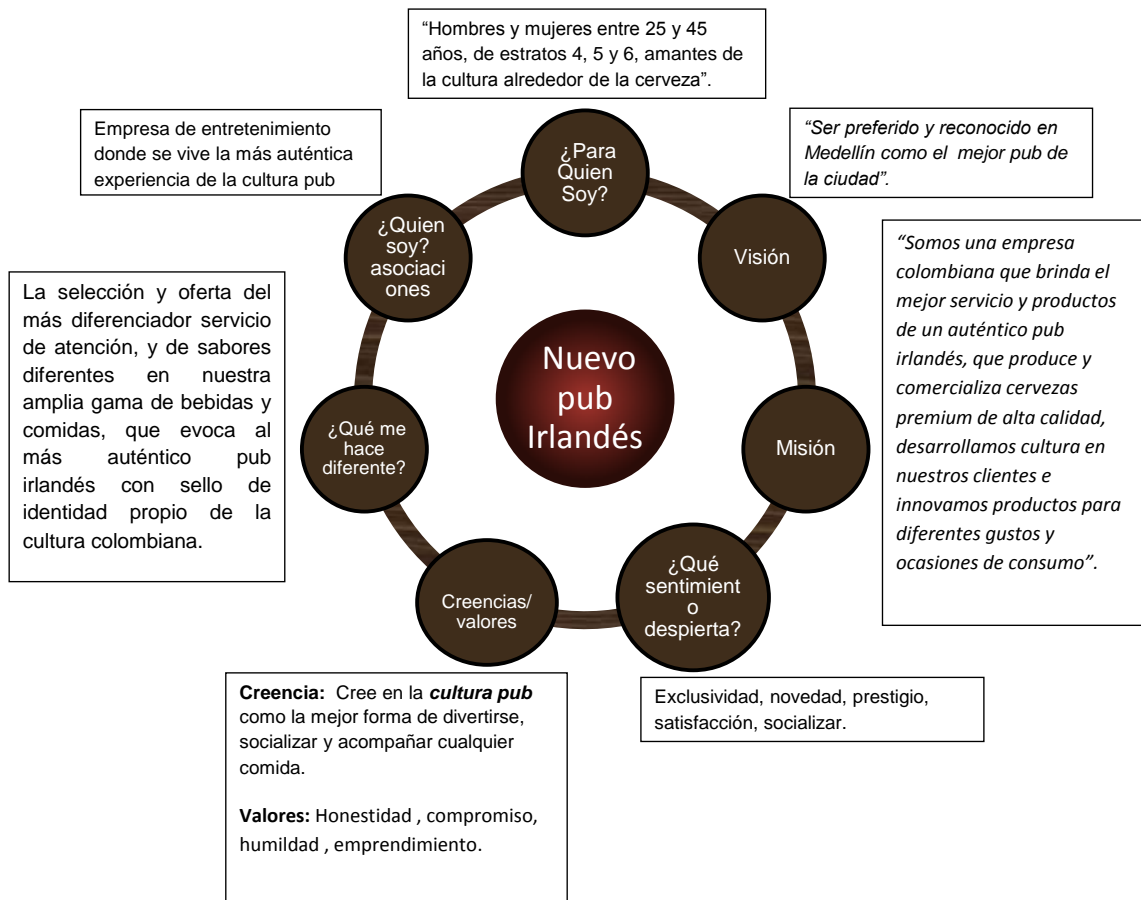 “Hombres y mujeres entre 25 y 45
años, de estratos 4, 5 y 6, amantes de
la cultura alrededor de la cerveza”.
Empresa de entretenimiento
donde se vive la más auténtica
experiencia de la cultura pub
“Ser preferido y reconocido en
Medellín como el mejor pub de
la ciudad”.
¿Para
Quien
Soy?
¿Quien
soy?
asociaci
ones
Visión
“Somos una empresa
colombiana que brinda el
mejor servicio y productos
de un auténtico pub
irlandés, que produce y
comercializa cervezas
premium de alta calidad,
desarrollamos cultura en
nuestros clientes e
innovamos productos para
diferentes gustos y
ocasiones de consumo”.
La selección y oferta del
más diferenciador servicio
de atención, y de sabores
diferentes en nuestra
amplia gama de bebidas y
comidas, que evoca al
más auténtico pub
irlandés con sello de
identidad propio de la
cultura colombiana.
Nuevo
pub
Irlandés
¿Qué me
hace
diferente?
Misión
Creencias/
valores
¿Qué
sentimient
o
despierta?
Creencia: Cree en la cultura pub
como la mejor forma de divertirse,
socializar y acompañar cualquier
comida.
Valores: Honestidad , compromiso,
humildad , emprendimiento.
Exclusividad, novedad, prestigio,
satisfacción, socializar.